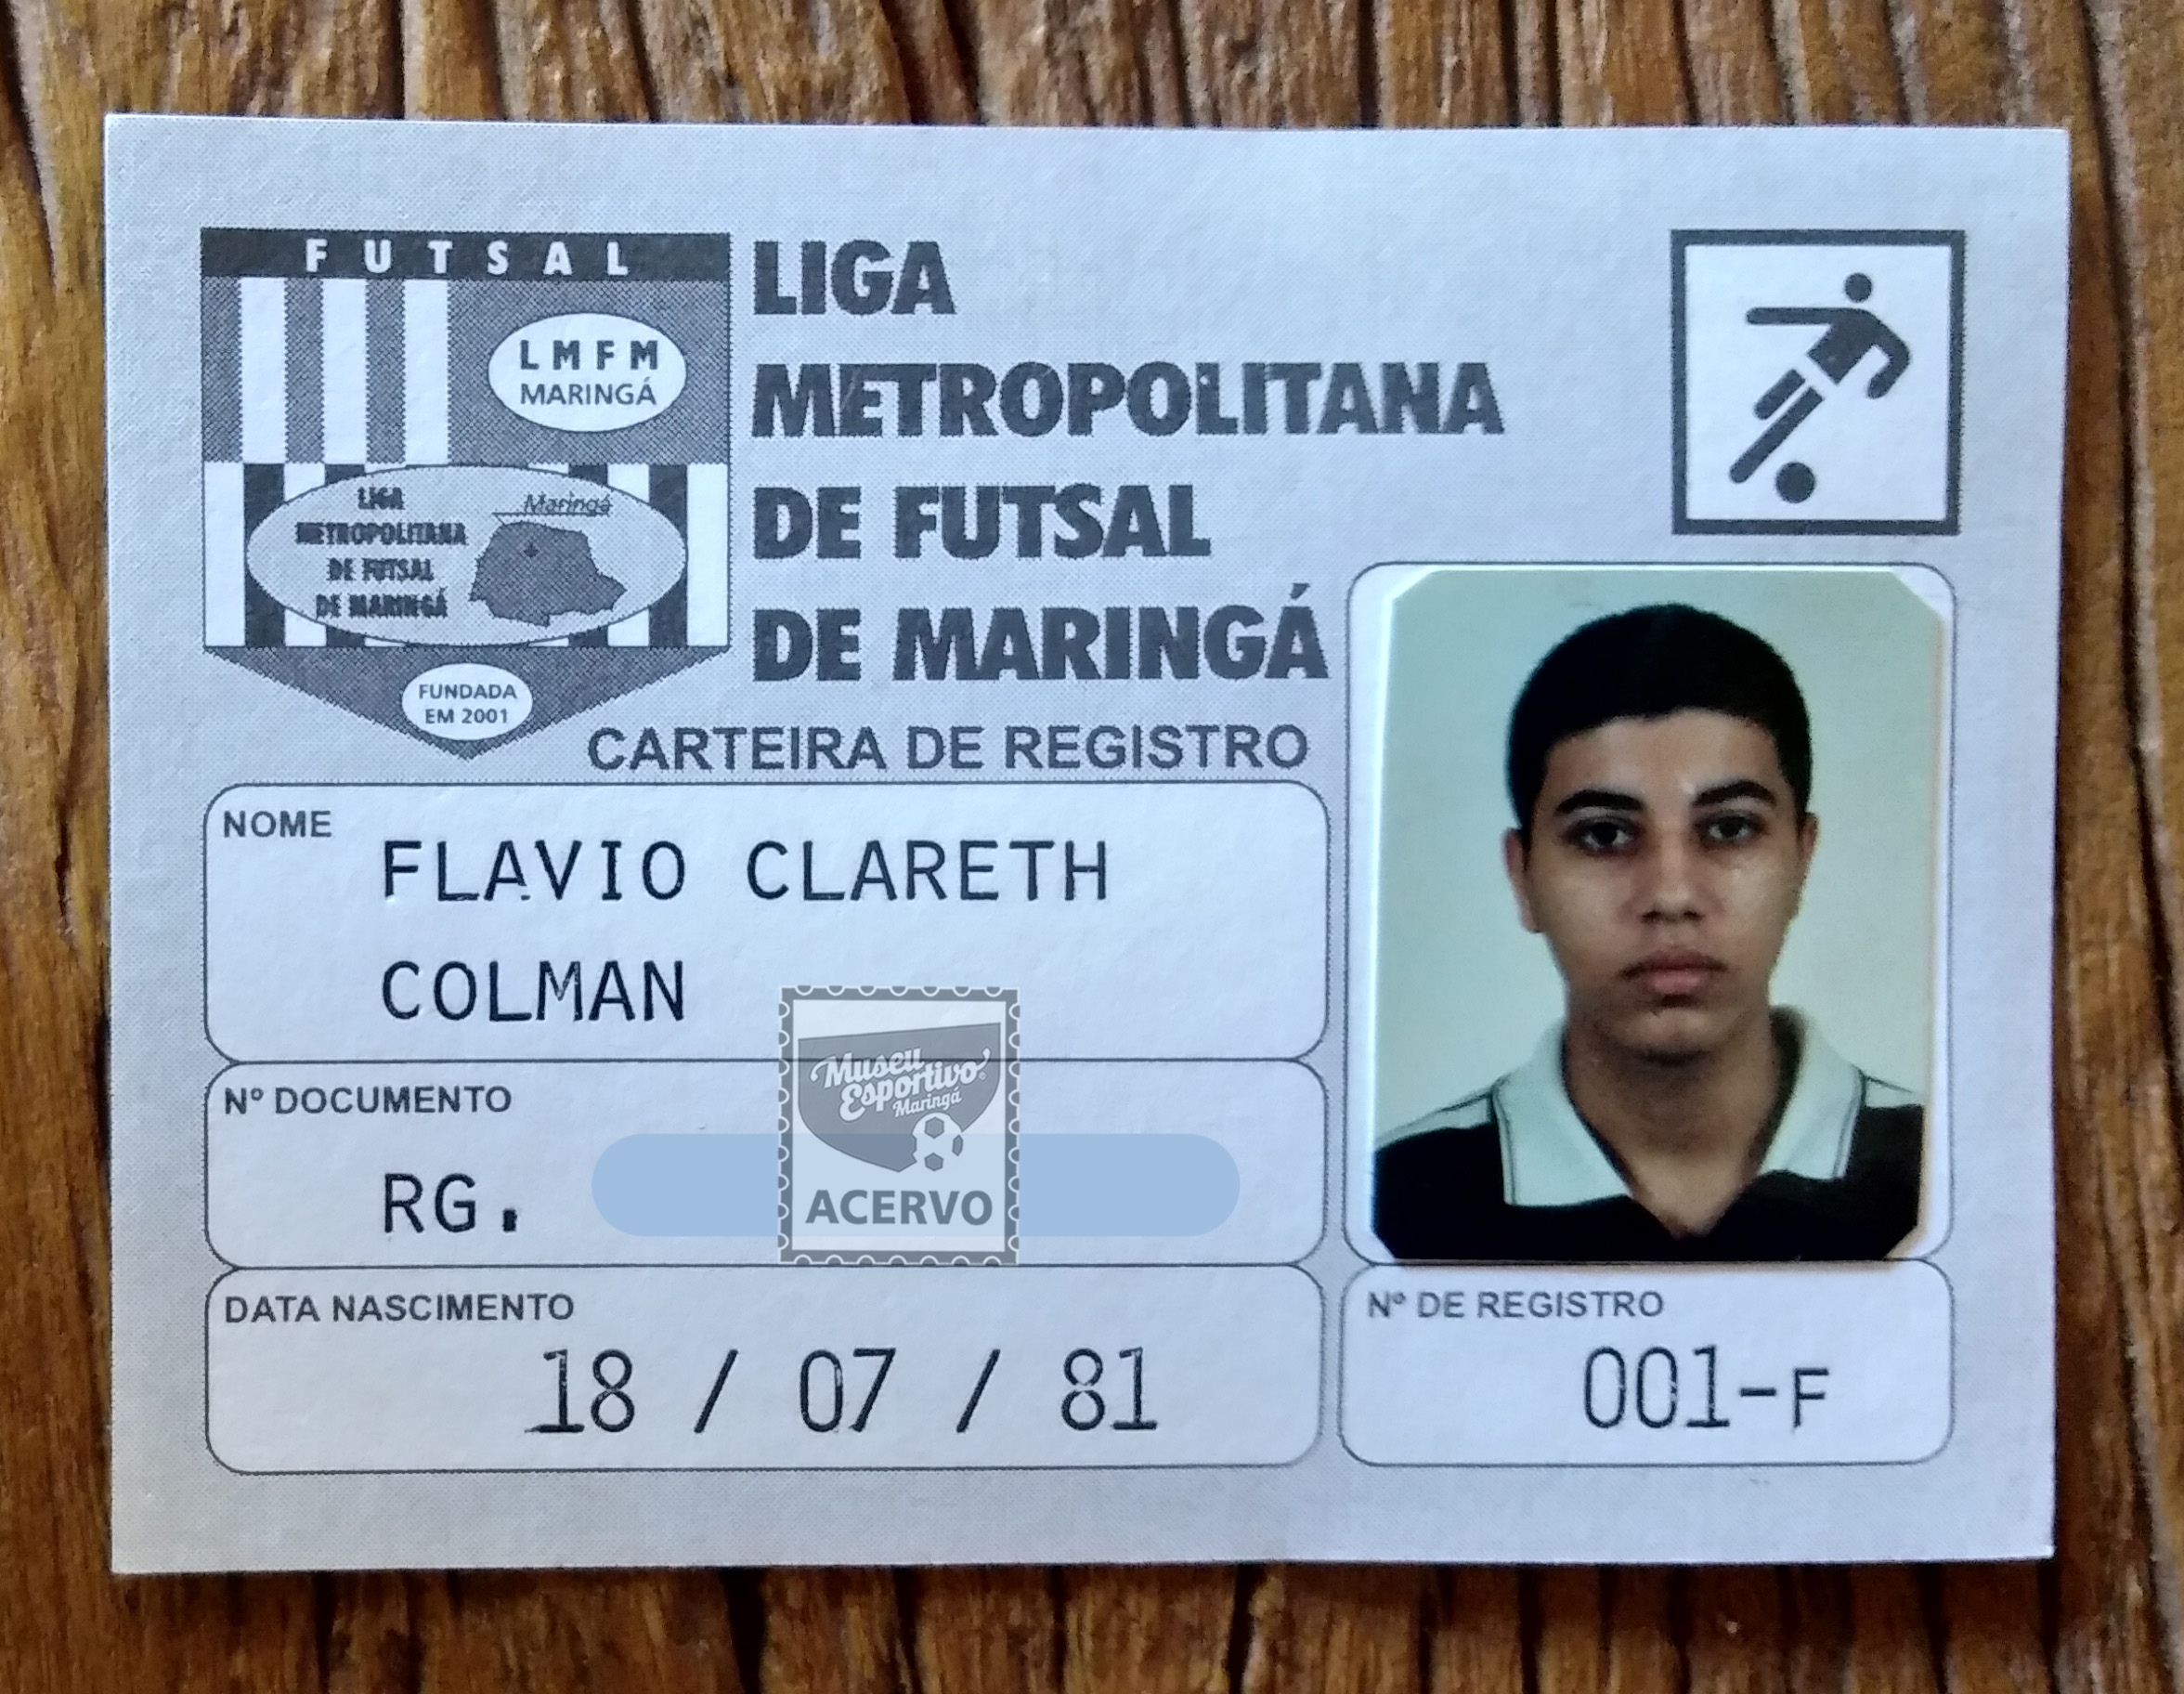 FUTSAL
LMFM
MARINGÁ
LIGA
METROPOLITANA
DE FUTSAL
DE MARINGÁ
Maringá
FUNDADA
EM 2001
LIGA
METROPOLITANA
DE FUTSAL
DE MARINGÁ
CARTEIRA DE REGISTRO
NOME
FLAVIO CLARETH
COLMAN
Nº DOCUMENTO
RG.
Museu
Esportivo
Maringá
ACERVO
DATA NASCIMENTO
18 / 07 / 81
Nº DE REGISTRO
001-F